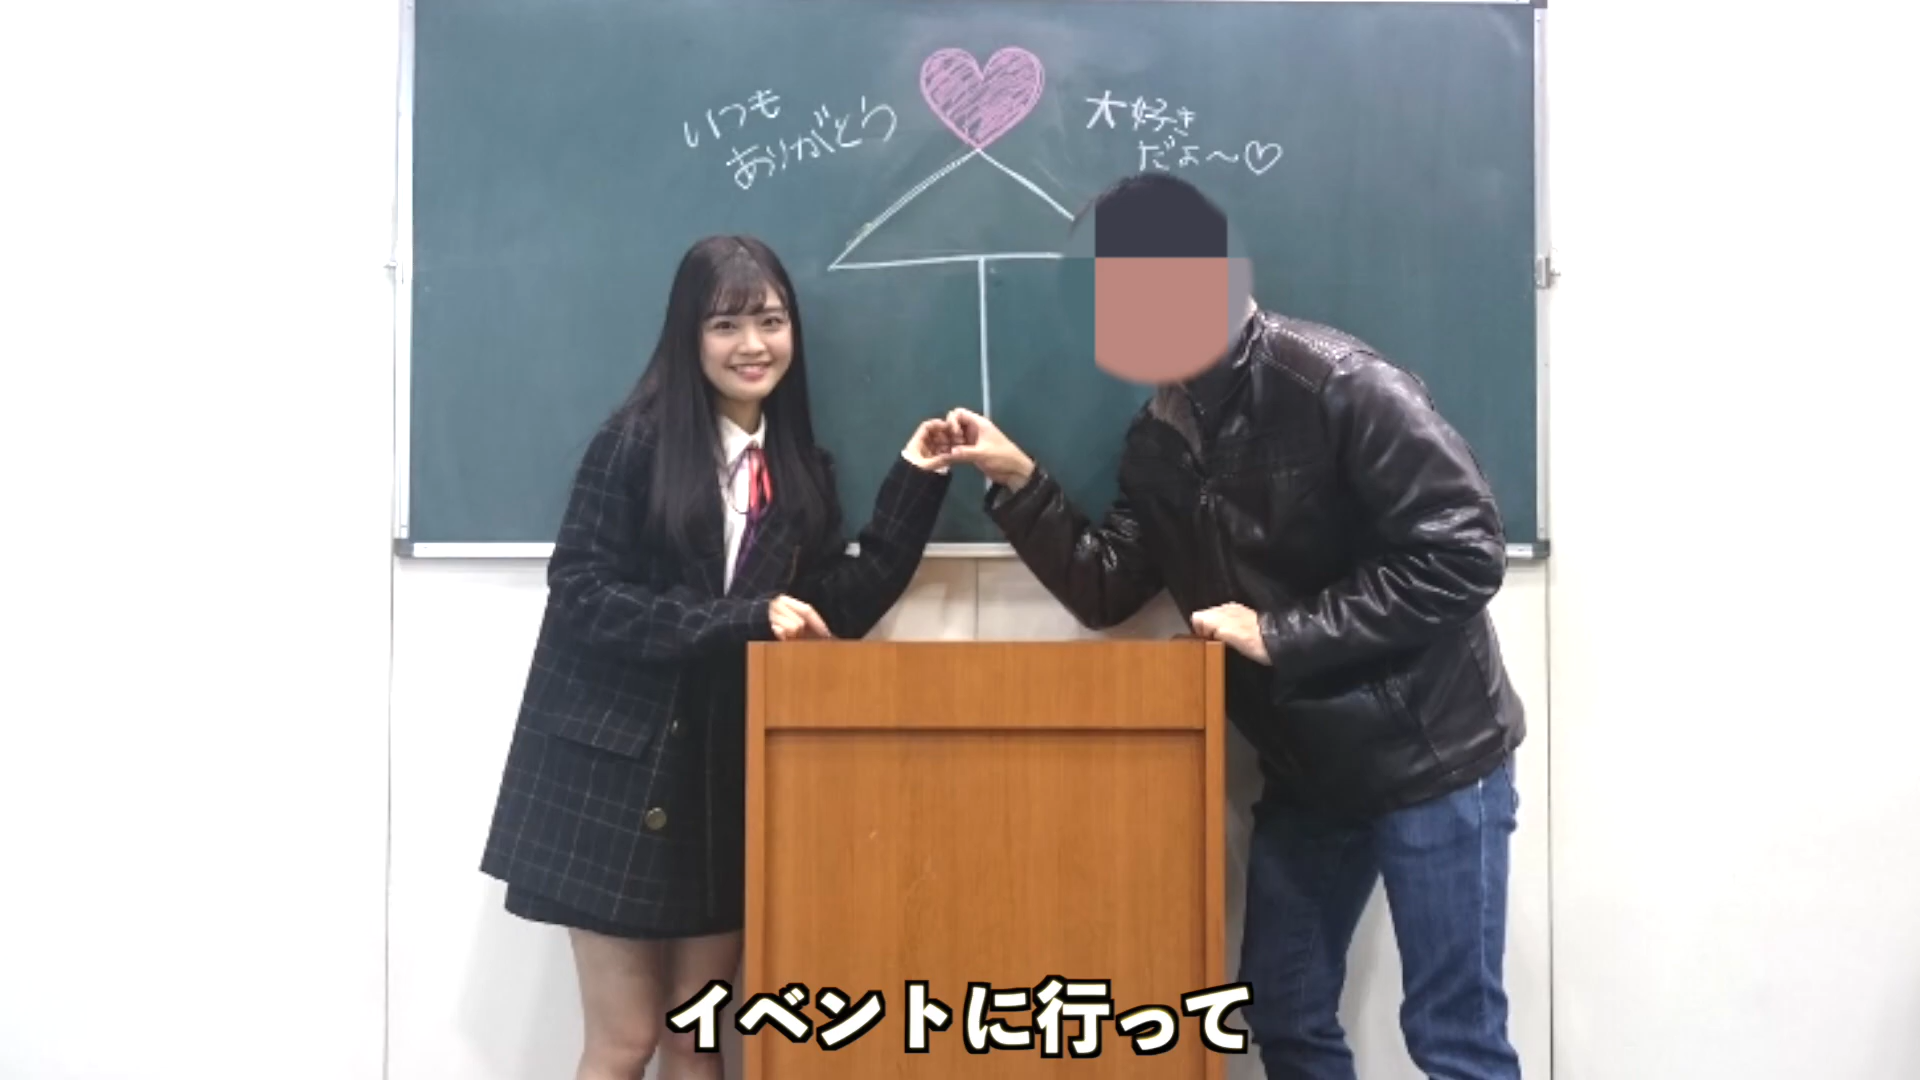 いつも
ありがとう
大好き
だよ～♡
イベントに行って